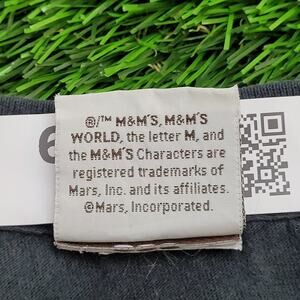 ®/™ M&M'S, M&M'S
WORLD, the letter M, and
the M&M'S Characters are
registered trademarks of
Mars, Inc. and its affiliates.
@Mars, Incorporated.